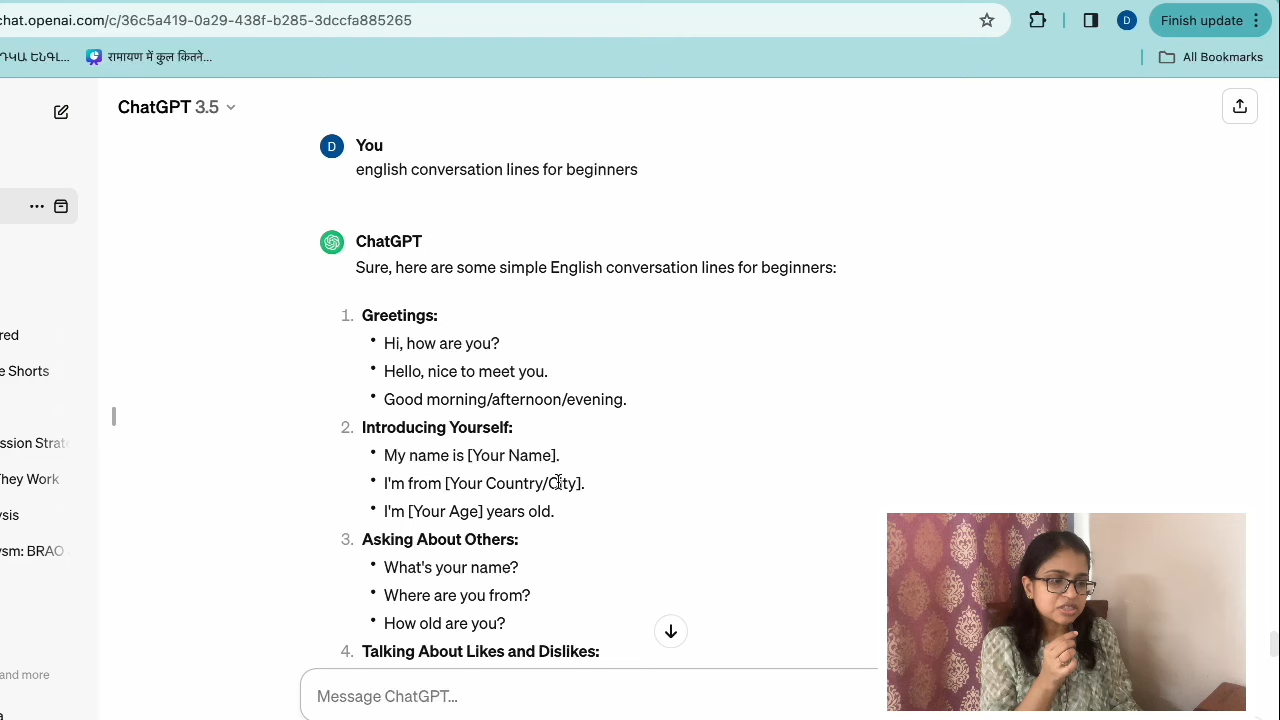 chat.openai.com/c/36c5a419-0a29-438f-b285-3dccfa885265
D
Finish update
ԴԿԱ ԵՆԳԼ...
रामायण में कुल कितने...
All Bookmarks
ChatGPT 3.5
D
You
english conversation lines for beginners
ChatGPT
Sure, here are some simple English conversation lines for beginners:
1. Greetings:
• Hi, how are you?
• Hello, nice to meet you.
• Good morning/afternoon/evening.
red
e Shorts
2. Introducing Yourself:
• My name is [Your Name].
• I'm from [Your Country/City].
• I'm [Your Age] years old.
ssion Strate
They Work
ysis
ysm: BRAO
3. Asking About Others:
• What's your name?
• Where are you from?
• How old are you?
4. Talking About Likes and Dislikes:
and more
Message ChatGPT...